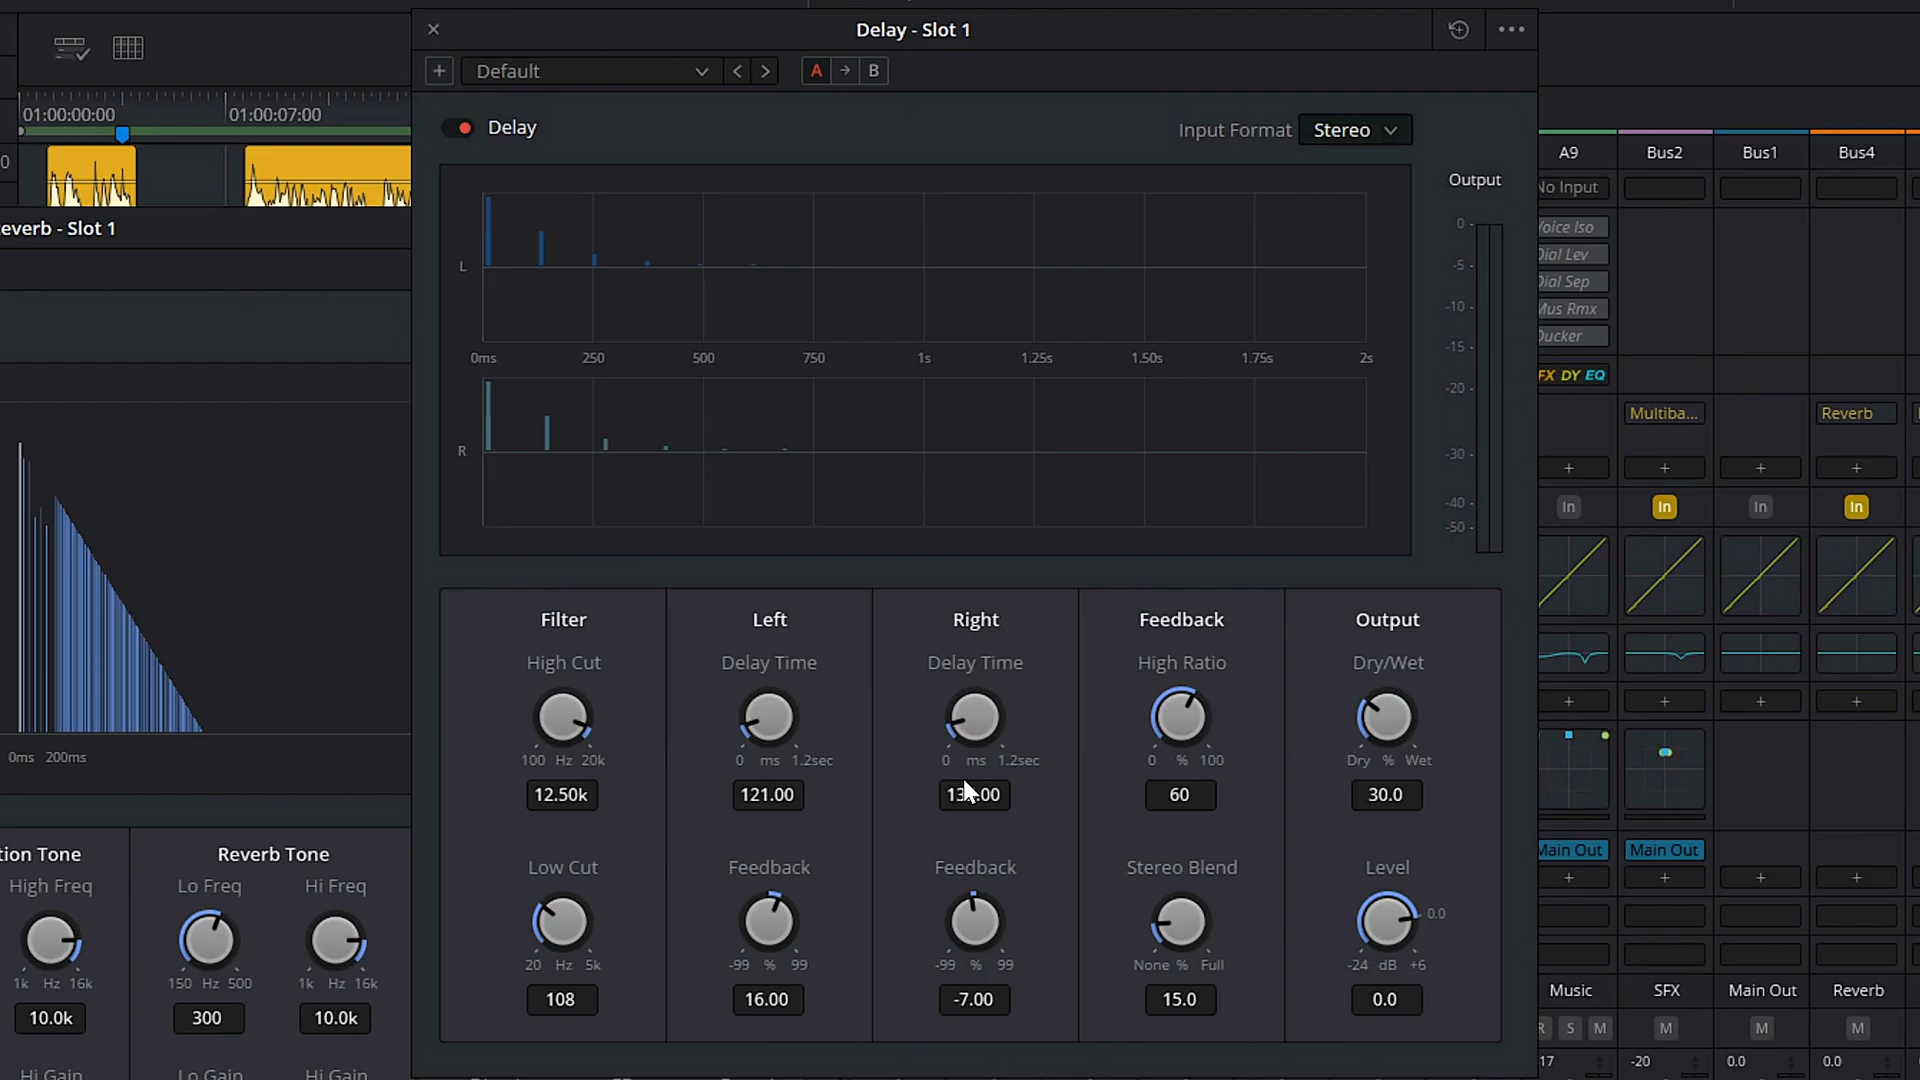 Delay - Slot 1
Default
A
B
01:00:00:00
01:00:07:00
Delay
Input Format
Stereo
everb - Slot 1
Output
L
0ms
250
500
750
1s
1.25s
1.50s
1.75s
2s
R
0
-5
-10
-15
-20
-30
-40
-50
0ms
200ms
A9
Bus2
Bus1
Bus4
No Input
Voice Iso
Dial Lev
Dial Sep
Mus Rmx
Ducker
FX DY EQ
Multiba...
Reverb
In
In
In
In
Filter
Left
Right
Feedback
Output
High Cut
Delay Time
Delay Time
High Ratio
Dry/Wet
100 Hz 20k
0 ms 1.2sec
0 ms 1.2sec
0 % 100
Dry % Wet
12.50k
121.00
60
30.0
Low Cut
Feedback
Feedback
Stereo Blend
Level
0.0
20 Hz 5k
-99 % 99
-99 % 99
None % Full
-24 dB +6
108
16.00
-7.00
15.0
0.0
tion Tone
Reverb Tone
High Freq
Lo Freq
Hi Freq
1k Hz 16k
150 Hz 500
1k Hz 16k
10.0k
300
10.0k
Hi Gain
Lo Gain
Hi Gain
Main Out
Main Out
Music
SFX
Main Out
Reverb
R
S
M
M
M
M
17
-20
0.0
0.0